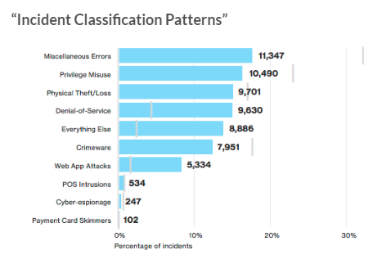 “Incident Classification Patterns”
Miscellaneous Errors 11,347
Privilege Misuse 10,490
Physical Theft/Loss 9,701
Denial-of-Service 9,630
Everything Else 8,886
Crimeware 7,951
Web App Attacks 5,334
POS Intrusions 534
Cyber-espionage 247
Payment Card Skimmers 102
0% 10% 20% 30%
Percentage of incidents